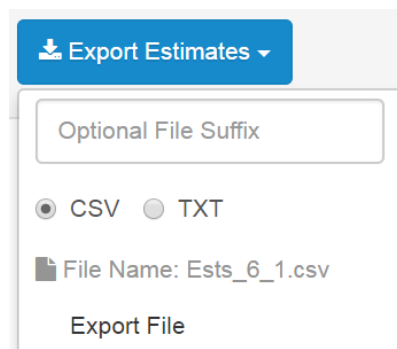 Export Estimates
Optional File Suffix
CSV TXT
File Name: Ests_6_1.csv
Export File